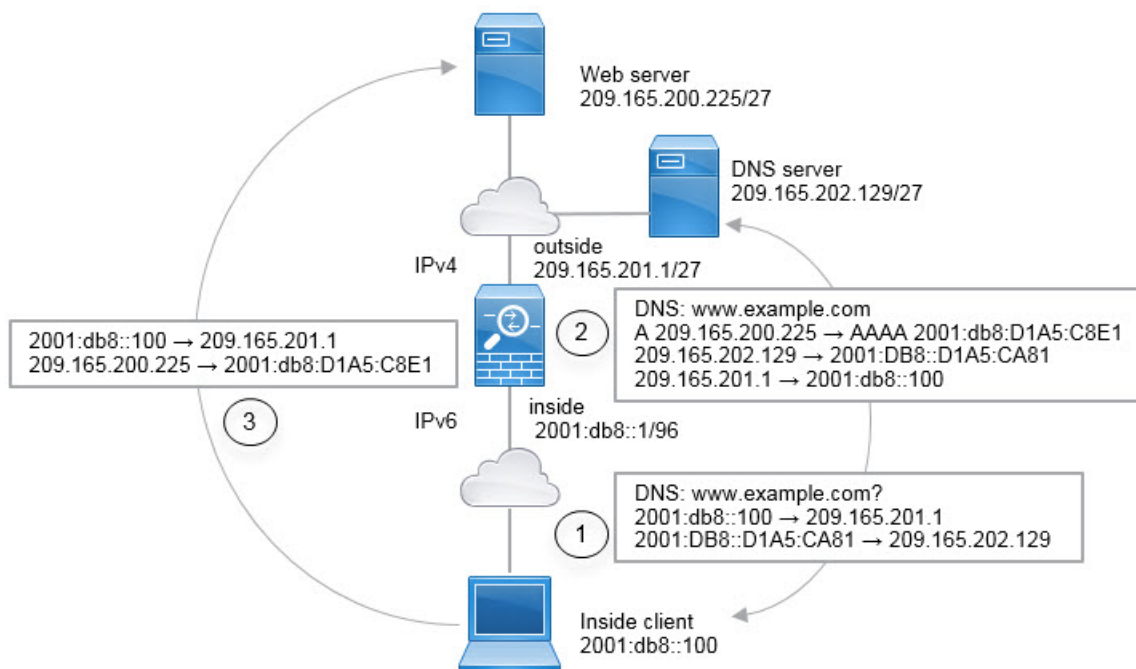 Web server
209.165.200.225/27
DNS server
209.165.202.129/27
outside
IPv4
209.165.201.1/27
2
DNS: www.example.com
A 209.165.200.225 → AAAA 2001:db8:D1A5:C8E1
209.165.202.129 → 2001:DB8::D1A5:CA81
209.165.201.1 → 2001:db8::100
2001:db8::100 → 209.165.201.1
209.165.200.225 → 2001:db8:D1A5:C8E1
3
IPv6
inside
2001:db8::1/96
1
DNS: www.example.com?
2001:db8::100 → 209.165.201.1
2001:DB8::D1A5:CA81 → 209.165.202.129
Inside client
2001:db8::100